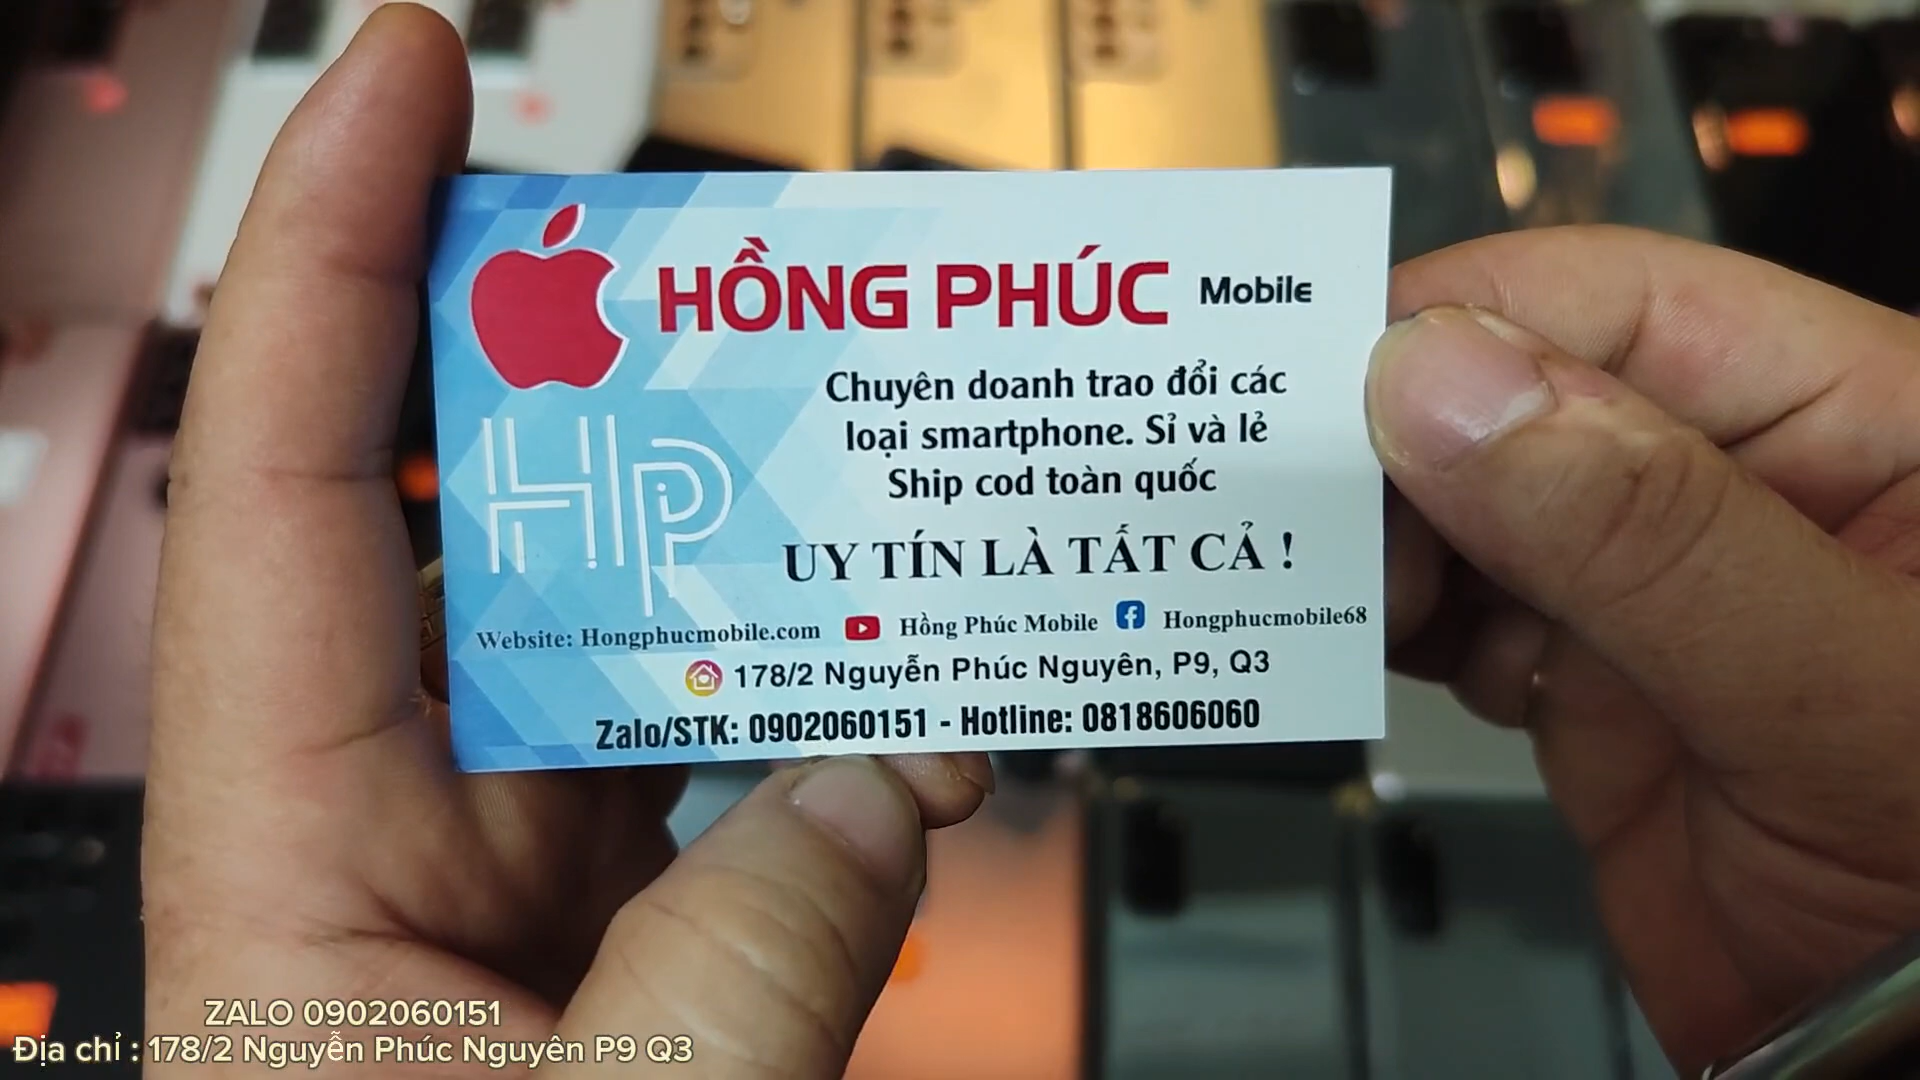 HỒNG PHÚC Mobile
Chuyên doanh trao đổi các
loại smartphone. Sỉ và lẻ
Ship cod toàn quốc
HP
UY TÍN LÀ TẤT CẢ !
Website: Hongphucmobile.com Hồng Phúc Mobile Hongphucmobile68
178/2 Nguyễn Phúc Nguyên, P9, Q3
Zalo/STK: 0902060151 - Hotline: 0818606060
ZALO 0902060151
Địa chỉ : 178/2 Nguyễn Phúc Nguyên P9 Q3